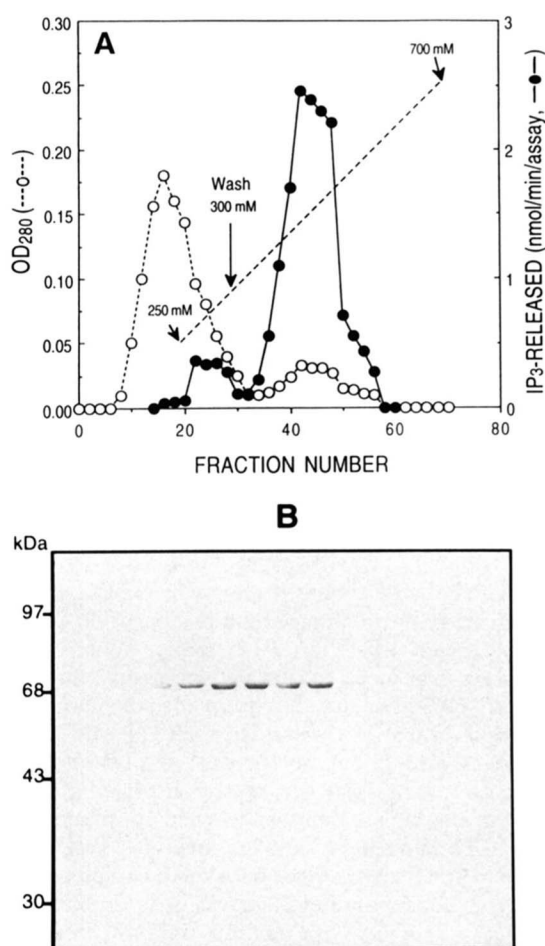 A
0.30
0.25
0.20
0.15
0.10
0.05
0.00
OD280 (---o---)
3
2
1
0
IP3-RELEASED (nmol/min/assay, —●—)
700 mM
Wash
300 mM
250 mM
0 20 40 60 80
FRACTION NUMBER
B
kDa
97
68
43
30